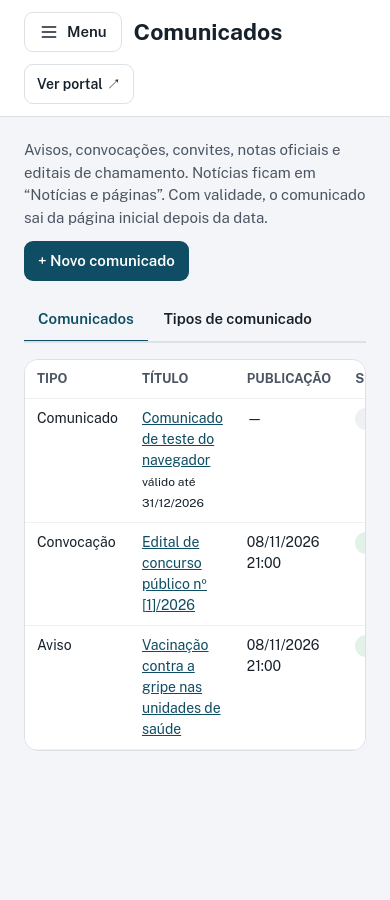 Menu
Comunicados
Ver portal ↗
Avisos, convocações, convites, notas oficiais e
editais de chamamento. Notícias ficam em
“Notícias e páginas”. Com validade, o comunicado
sai da página inicial depois da data.
+ Novo comunicado
Comunicados
Tipos de comunicado
TIPO TÍTULO PUBLICAÇÃO S
Comunicado
Comunicado
de teste do
navegador
válido até
31/12/2026
—
Convocação
Edital de
concurso
público nº
[1]/2026
08/11/2026
21:00
Aviso
Vacinação
contra a
gripe nas
unidades de
saúde
08/11/2026
21:00